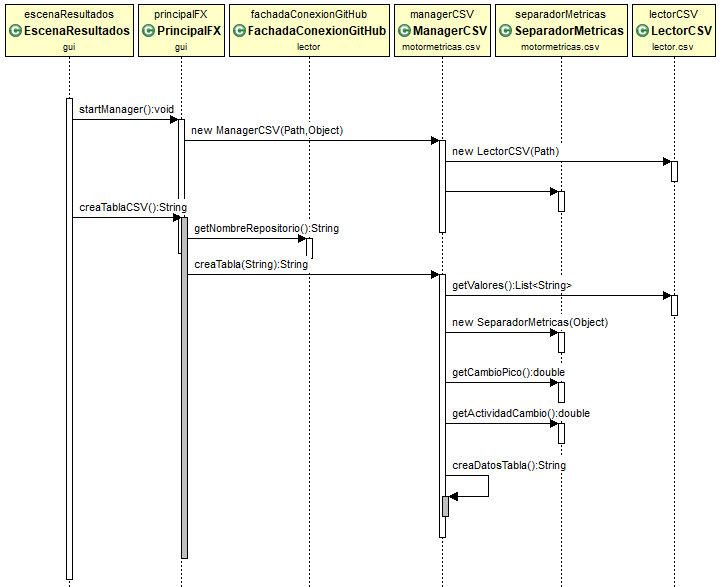 escenaResultados
EscenaResultados
gui
principalFX
PrincipalFX
gui
fachadaConexionGitHub
FachadaConexionGitHub
lector
managerCSV
ManagerCSV
motormetricas.csv
separadorMetricas
SeparadorMetricas
motormetricas.csv
lectorCSV
LectorCSV
lector.csv
startManager():void
new ManagerCSV(Path,Object)
new LectorCSV(Path)
creaTablaCSV():String
getNombreRepositorio():String
creaTabla(String):String
getValores():List<String>
new SeparadorMetricas(Object)
getCambioPico():double
getActividadCambio():double
creaDatosTabla():String